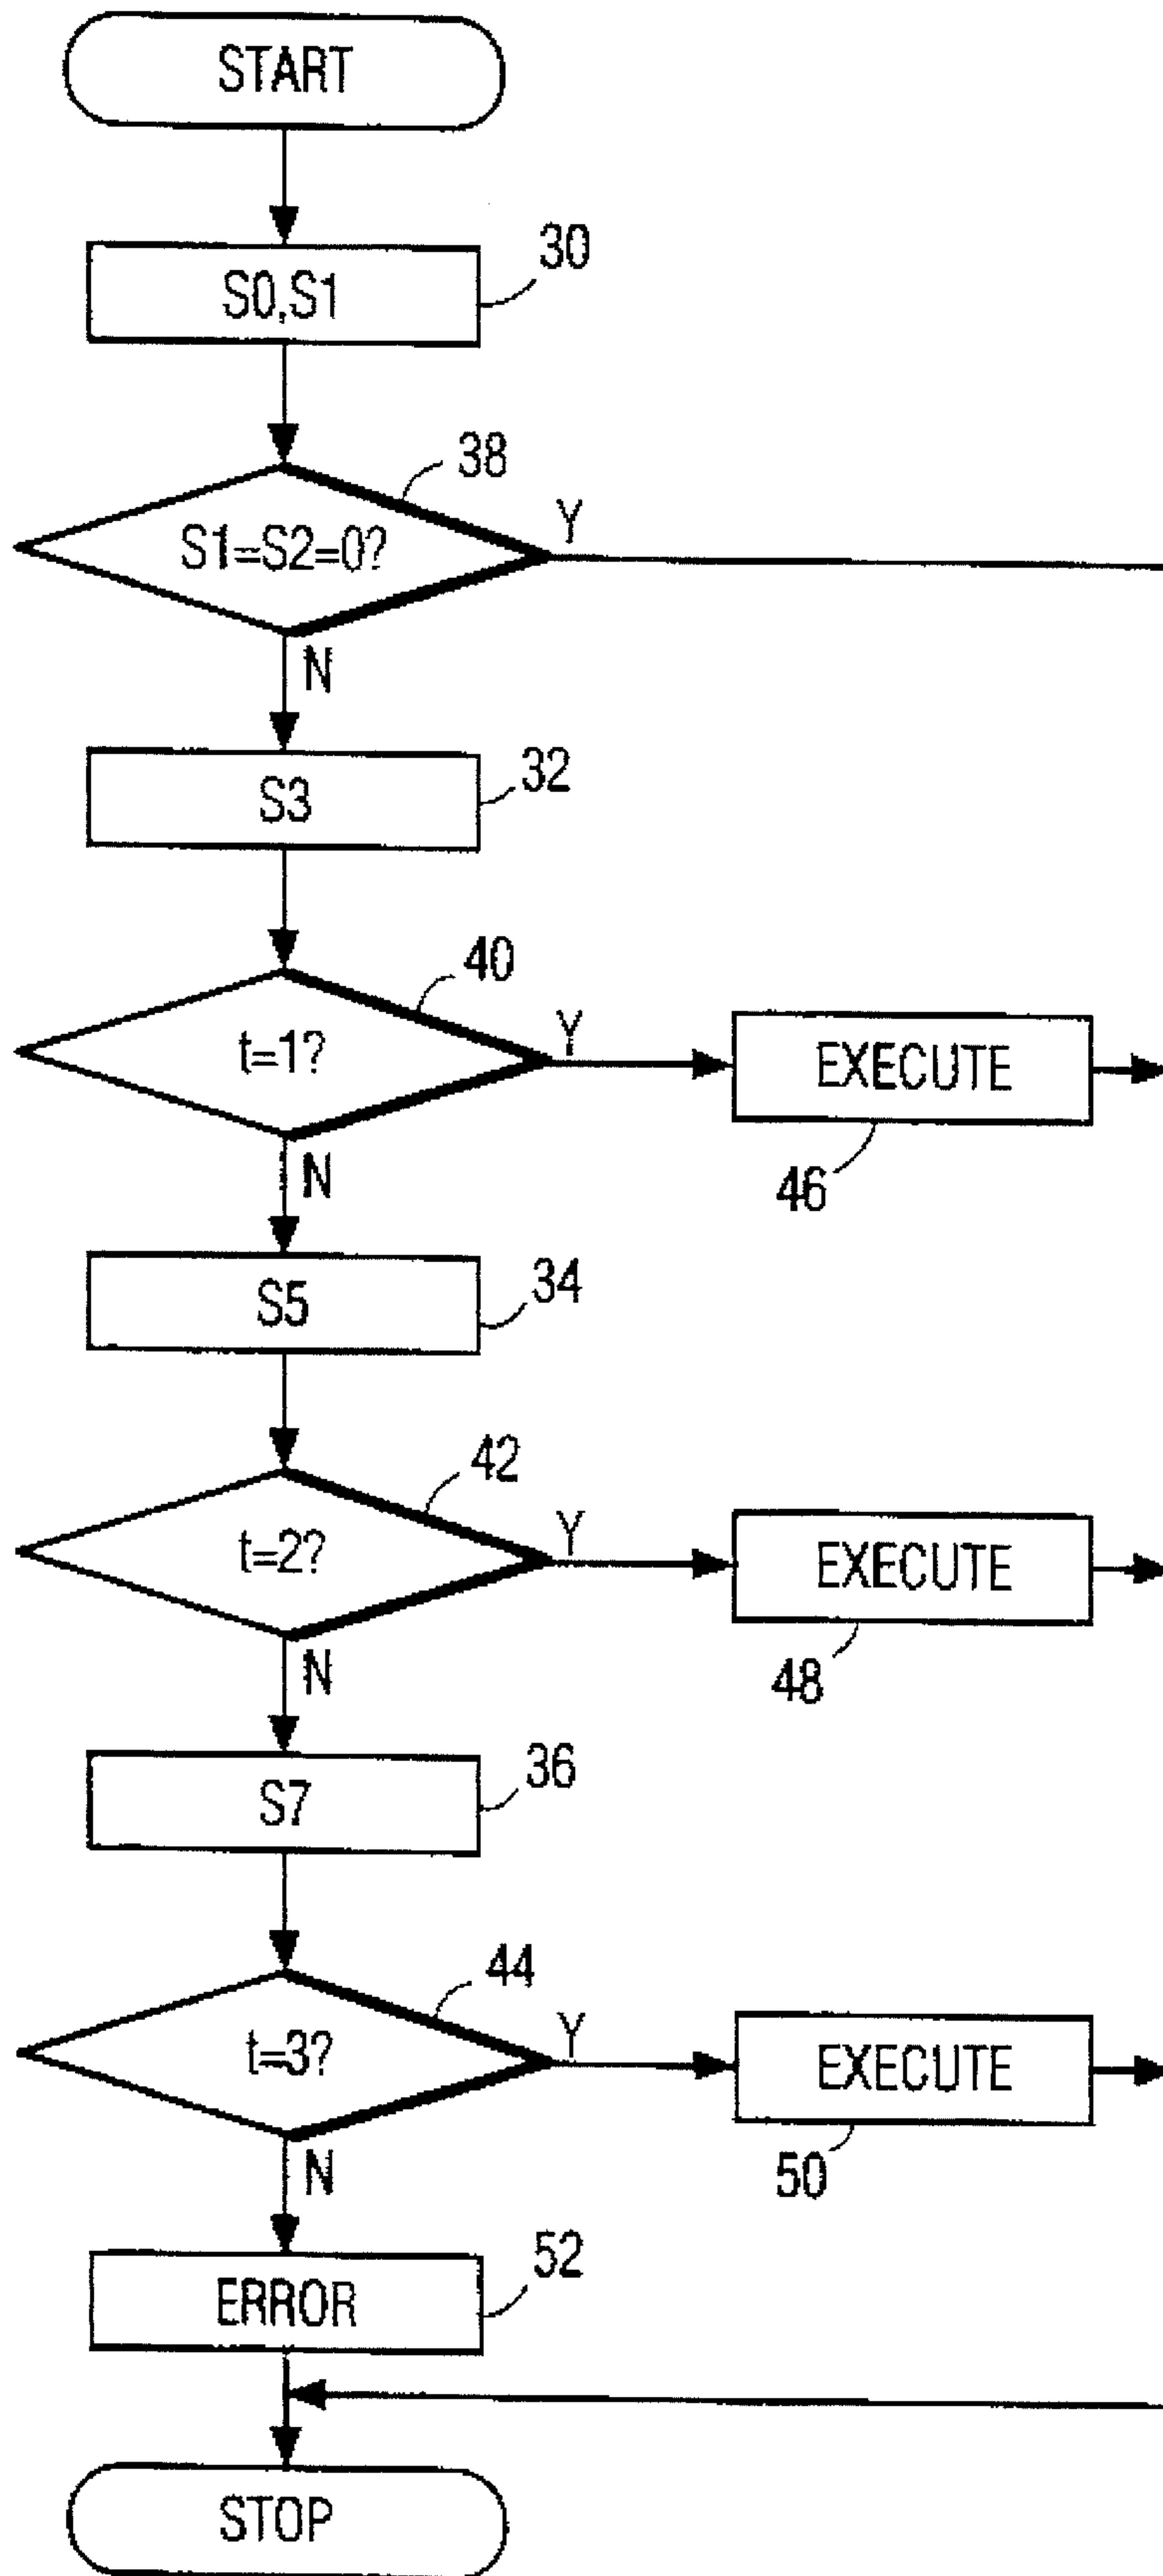 START
S0,S1
30
38
S1=S2=0?
Y
N
S3
32
40
t=1?
Y
EXECUTE
46
N
S5
34
42
t=2?
Y
EXECUTE
48
N
S7
36
44
t=3?
Y
EXECUTE
50
N
ERROR
52
STOP